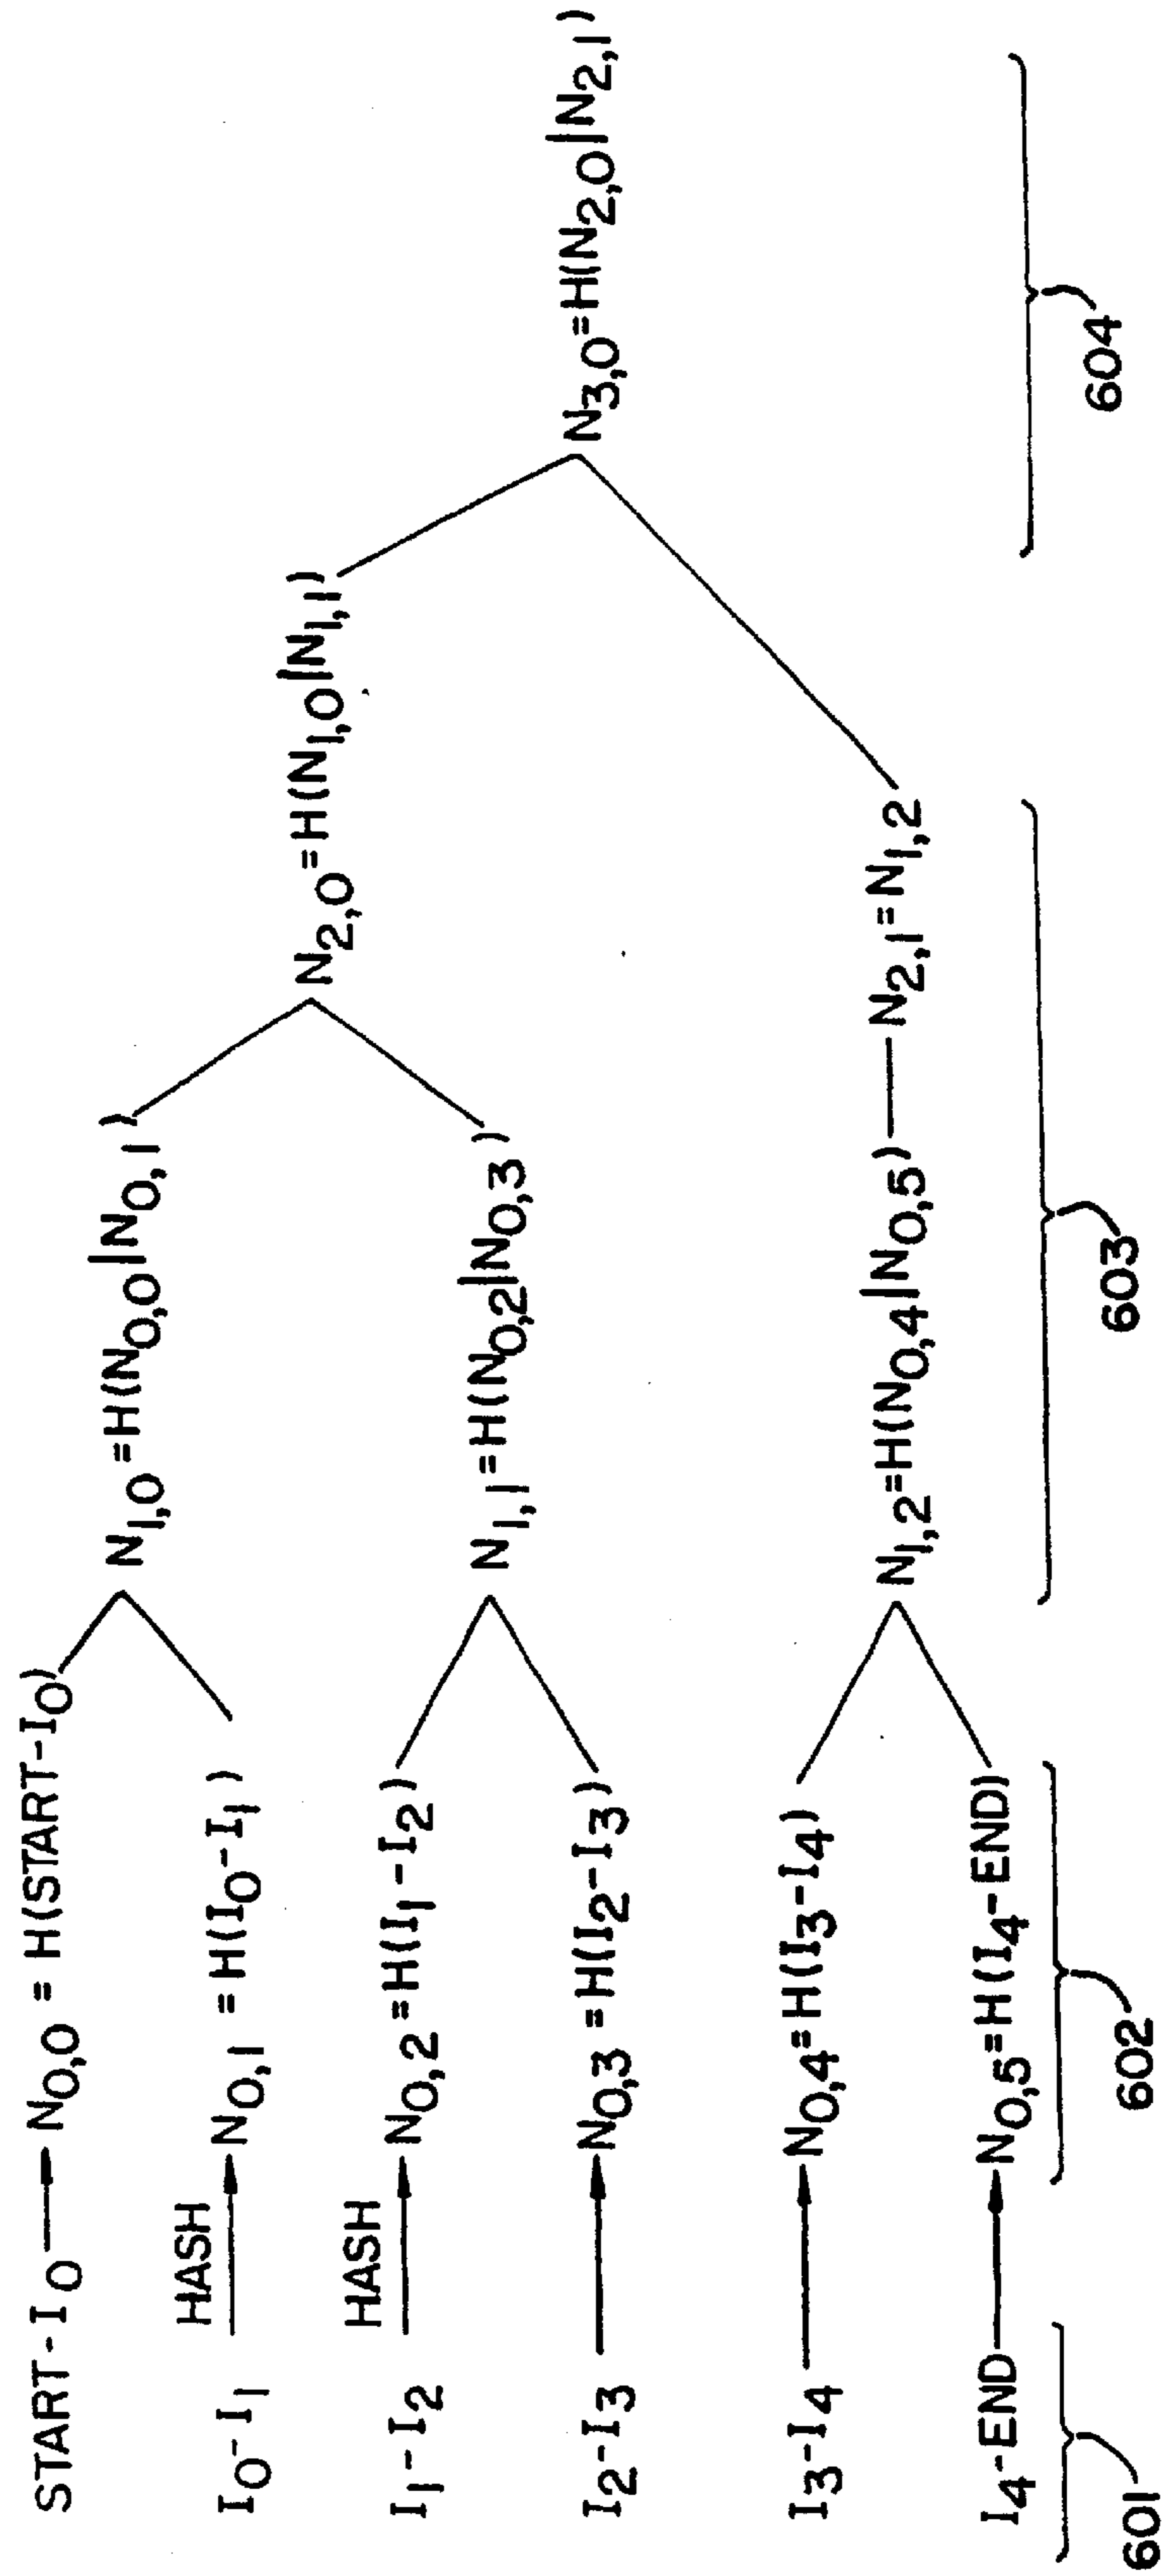 START-I0 → N0,0 = H(START-I0)
N1,0=H(N0,0|N0,1)
I0-I1 HASH → N0,1 =H(I0-I1)
N2,0=H(N1,0|N1,1)
I1-I2 HASH → N0,2=H(I1-I2)
N1,1=H(N0,2|N0,3)
I2-I3 → N0,3=H(I2-I3)
N3,0=H(N2,0|N2,1)
I3-I4 → N0,4=H(I3-I4)
N1,2=H(N0,4|N0,5)—N2,1=N1,2
I4-END → N0,5=H(I4-END)
601
602
603
604